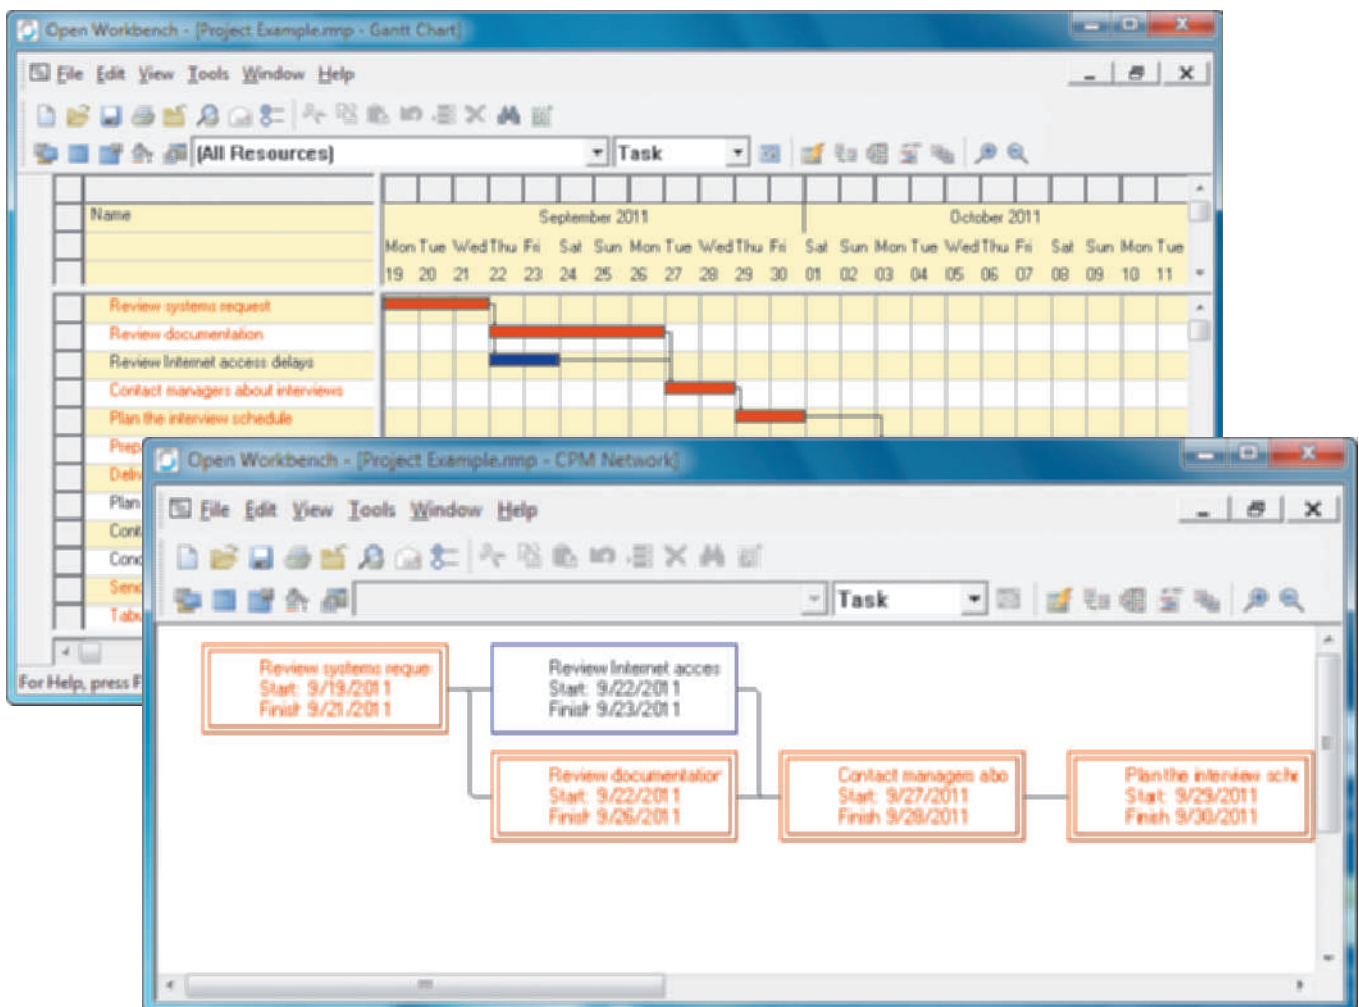 Open Workbench - [Project Example.rmp - Gantt Chart]
File Edit View Tools Window Help
(All Resources) Task
Name
September 2011 October 2011
Mon Tue Wed Thu Fri Sat Sun Mon Tue Wed Thu Fri Sat Sun Mon Tue Wed Thu Fri Sat Sun Mon Tue
19 20 21 22 23 24 25 26 27 28 29 30 01 02 03 04 05 06 07 08 09 10 11
Review systems request
Review documentation
Review Internet access delays
Contact managers about interviews
Plan the interview schedule
Prep
Deliv
Plan
Cont
Cond
Send
Tabu
For Help, press F
Open Workbench - [Project Example.rmp - CPM Network]
File Edit View Tools Window Help
Task
Review systems reque
Start: 9/19/2011
Finish 9/21/2011
Review Internet acces
Start: 9/22/2011
Finish 9/23/2011
Review documentation
Start: 9/22/2011
Finish 9/26/2011
Contact managers abo
Start: 9/27/2011
Finish 9/28/2011
Plan the interview sche
Start: 9/29/2011
Finish 9/30/2011